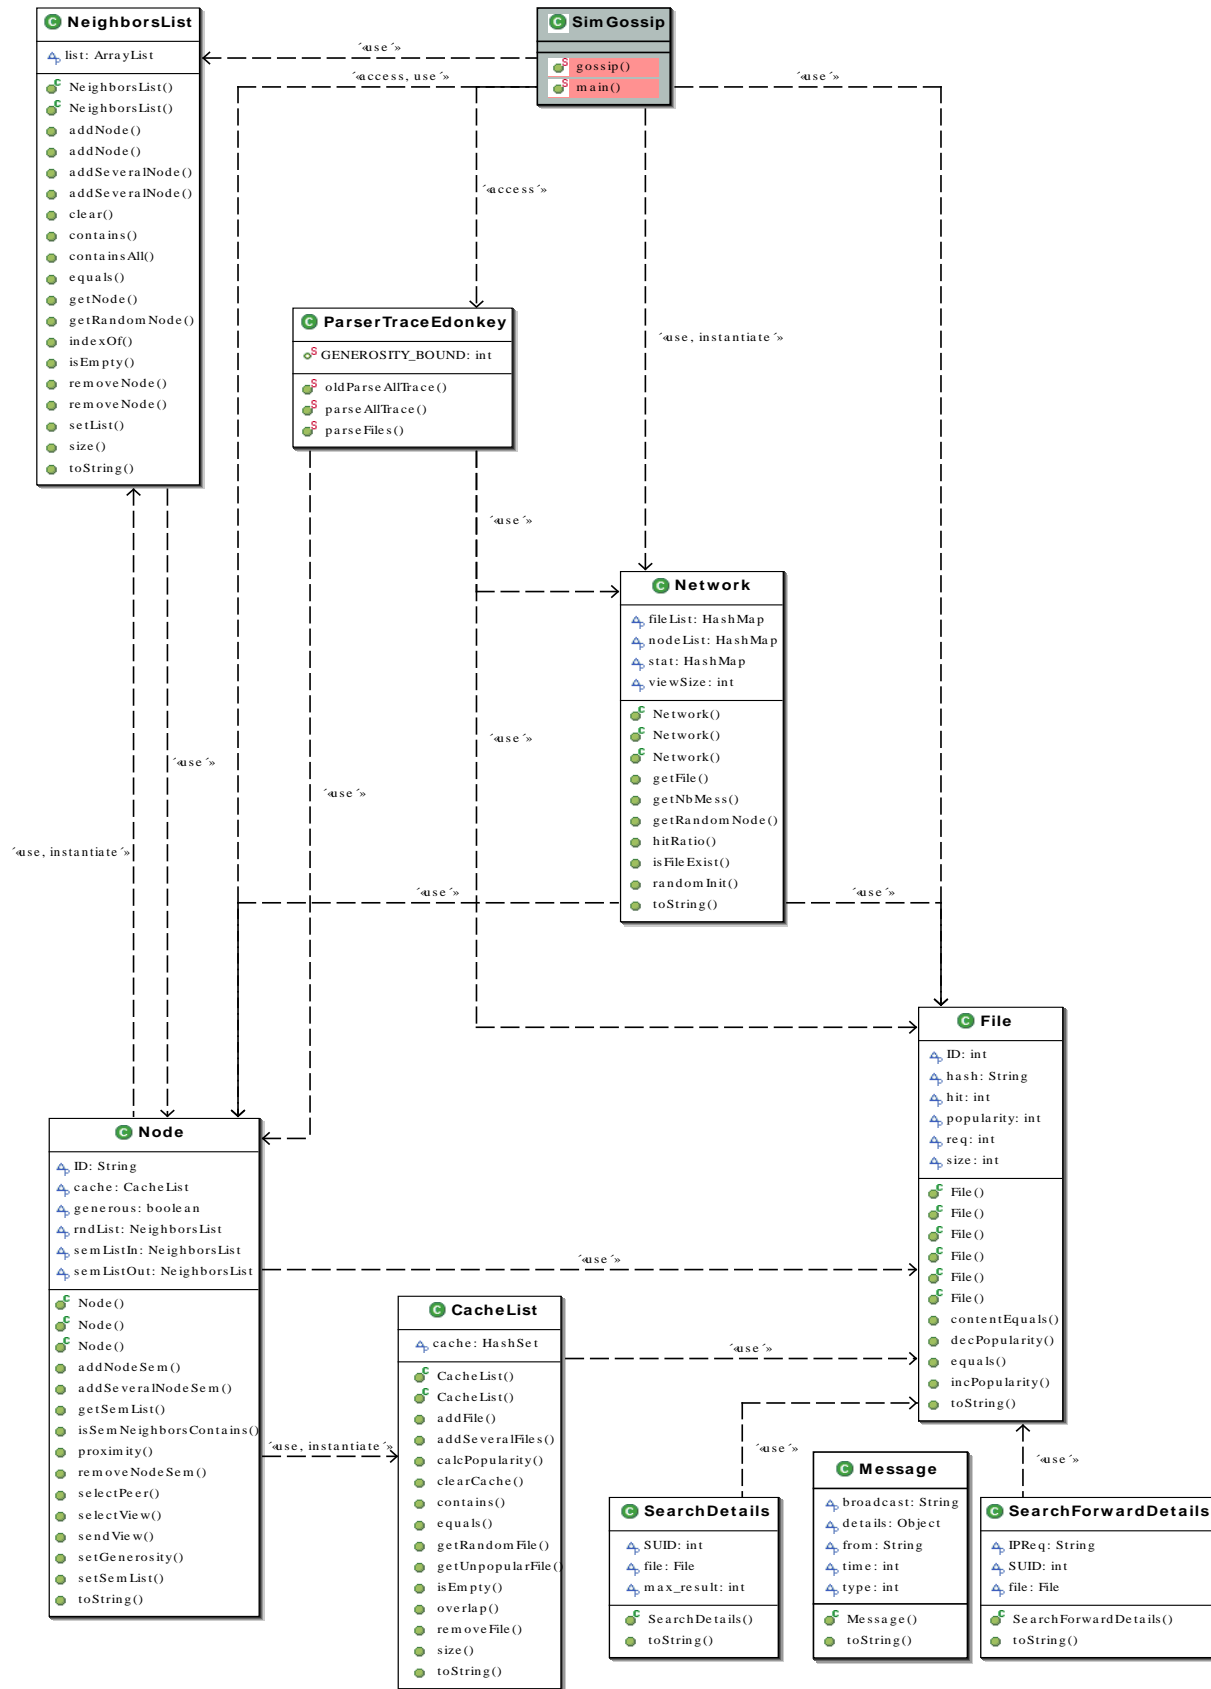 NeighborsList
list: ArrayList
NeighborsList()
NeighborsList()
addNode()
addNode()
addSeveralNode()
addSeveralNode()
clear()
contains()
containsAll()
equals()
getNode()
getRandomNode()
indexOf()
isEmpty()
removeNode()
removeNode()
setList()
size()
toString()
SimGossip
gossip()
main()
´«use´»
´«access, use´»
´«use´»
´«access´»
´«use, instantiate´»
ParserTraceEdonkey
GENEROSITY_BOUND: int
oldParseAllTrace()
parseAllTrace()
parseFiles()
´«use´»
´«use´»
´«use´»
´«use´»
´«use, instantiate´»
Network
fileList: HashMap
nodeList: HashMap
stat: HashMap
viewSize: int
Network()
Network()
Network()
getFile()
getNbMess()
getRandomNode()
hitRatio()
isFileExist()
randomInit()
toString()
´«use´»
´«use´»
File
ID: int
hash: String
hit: int
popularity: int
req: int
size: int
File()
File()
File()
File()
File()
File()
contentEquals()
decPopularity()
equals()
incPopularity()
toString()
Node
ID: String
cache: CacheList
generous: boolean
rndList: NeighborsList
semListIn: NeighborsList
semListOut: NeighborsList
Node()
Node()
Node()
addNodeSem()
addSeveralNodeSem()
getSemList()
isSemNeighborsContains()
proximity()
removeNodeSem()
selectPeer()
selectView()
sendView()
setGenerosity()
setSemList()
toString()
´«use´»
´«use, instantiate´»
CacheList
cache: HashSet
CacheList()
CacheList()
addFile()
addSeveralFiles()
calcPopularity()
clearCache()
contains()
equals()
getRandomFile()
getUnpopularFile()
isEmpty()
overlap()
removeFile()
size()
toString()
´«use´»
´«use´»
´«use´»
SearchDetails
SUID: int
file: File
max_result: int
SearchDetails()
toString()
Message
broadcast: String
details: Object
from: String
time: int
type: int
Message()
toString()
SearchForwardDetails
IPReq: String
SUID: int
file: File
SearchForwardDetails()
toString()